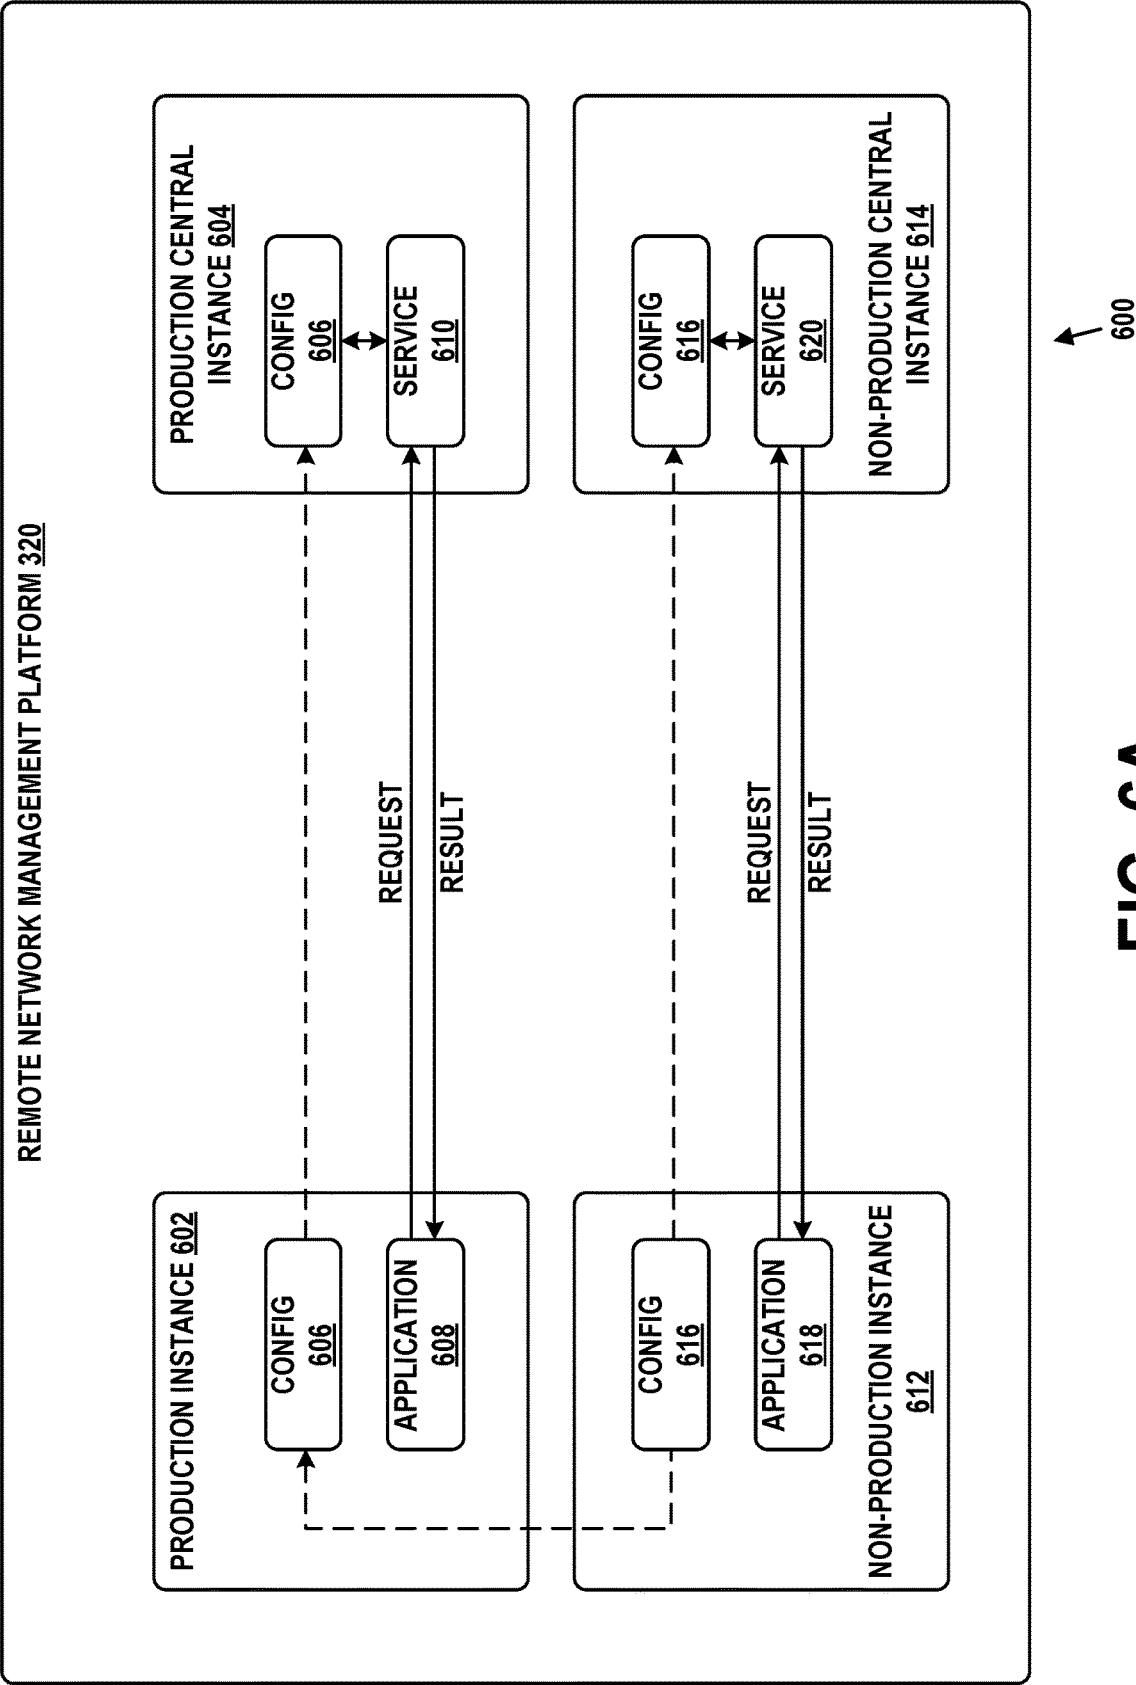 REMOTE NETWORK MANAGEMENT PLATFORM 320
PRODUCTION INSTANCE 602
CONFIG
606
APPLICATION
608
REQUEST
RESULT
PRODUCTION CENTRAL
INSTANCE 604
CONFIG
606
SERVICE
610
CONFIG
616
APPLICATION
618
NON-PRODUCTION INSTANCE
612
REQUEST
RESULT
CONFIG
616
SERVICE
620
NON-PRODUCTION CENTRAL
INSTANCE 614
600
FIG. 6A